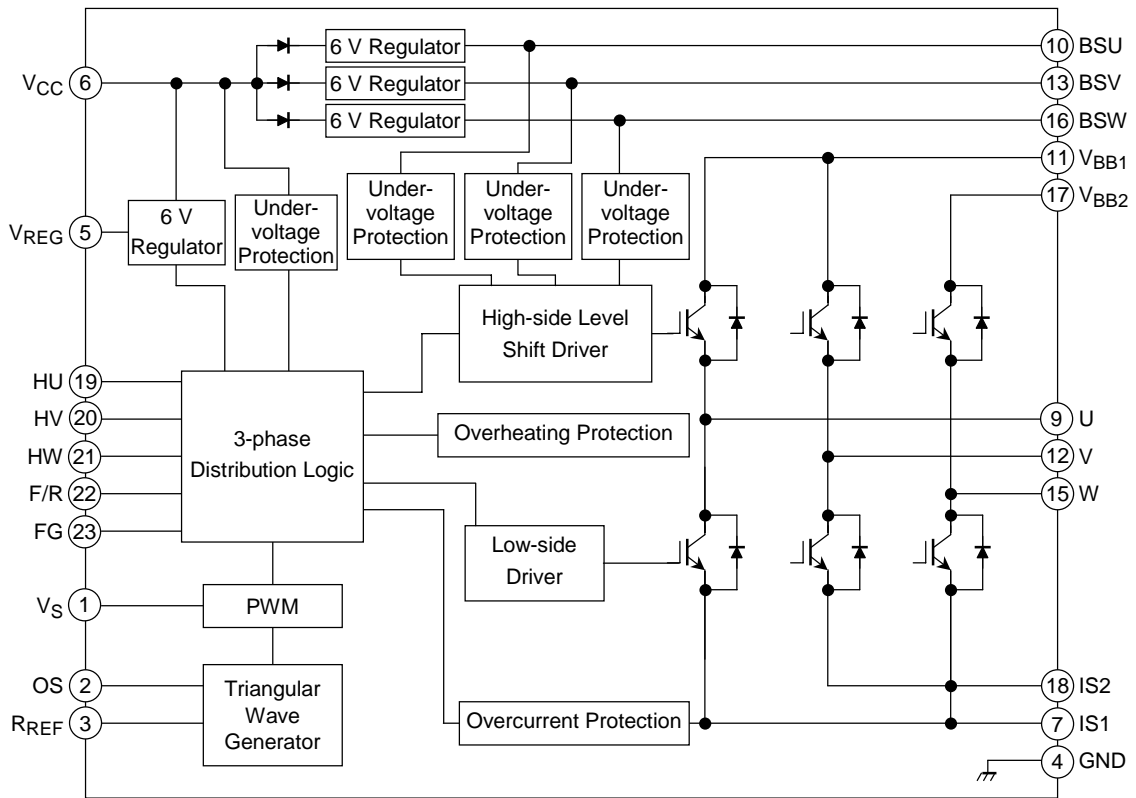 6 V Regulator
10 BSU
VCC 6
6 V Regulator
13 BSV
6 V Regulator
16 BSW
11 VBB1
17 VBB2
VREG 5
6 V
Regulator
Under-
voltage
Protection
Under-
voltage
Protection
Under-
voltage
Protection
Under-
voltage
Protection
High-side Level
Shift Driver
HU 19
HV 20
HW 21
F/R 22
FG 23
3-phase
Distribution Logic
Overheating Protection
9 U
12 V
15 W
Low-side
Driver
VS 1
PWM
OS 2
RREF 3
Triangular
Wave
Generator
Overcurrent Protection
18 IS2
7 IS1
4 GND